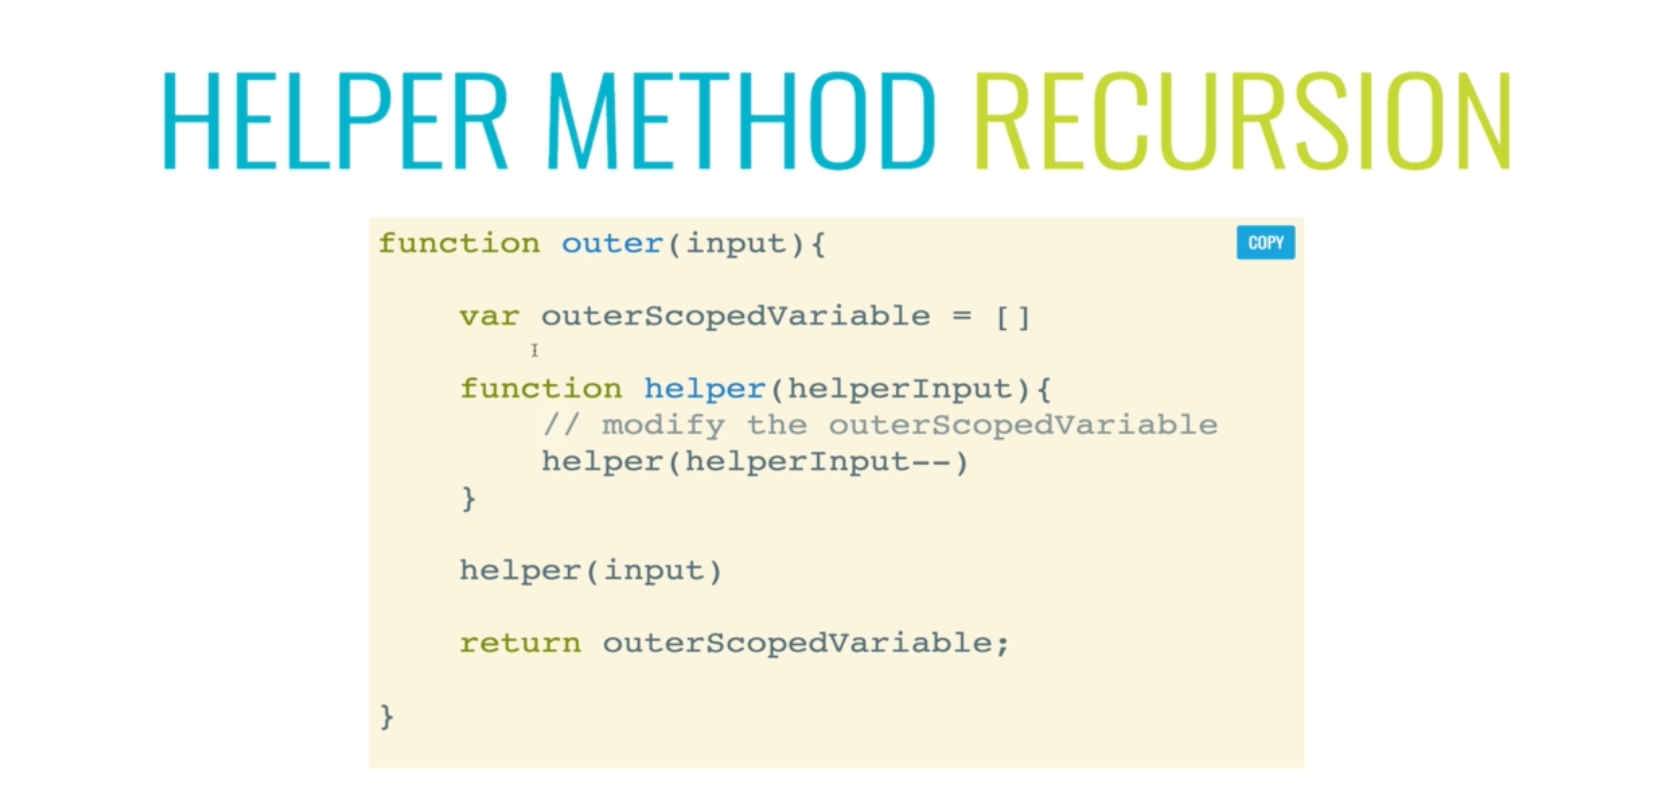 HELPER METHOD RECURSION
function outer(input){
COPY
var outerScopedVariable = []
function helper(helperInput){
// modify the outerScopedVariable
helper(helperInput--)
}
helper(input)
return outerScopedVariable;
}